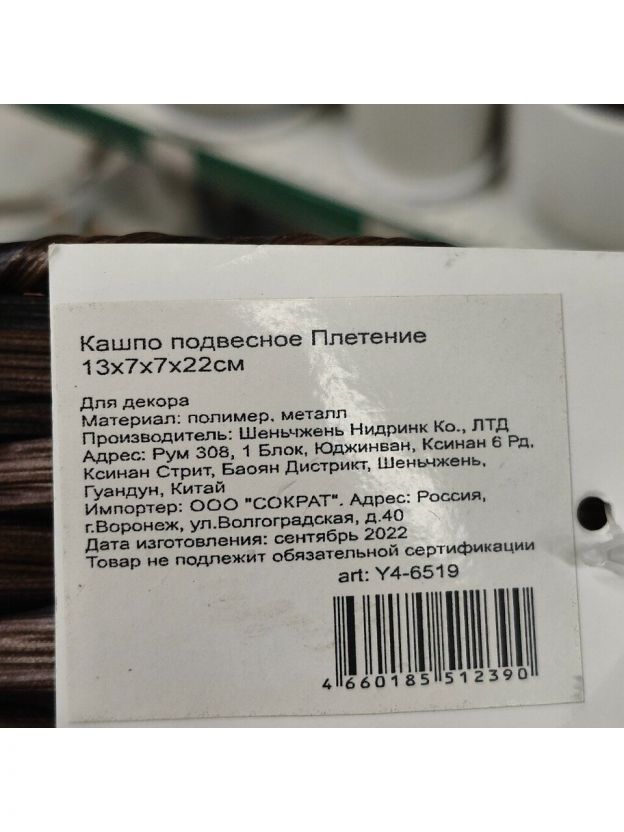 Кашпо подвесное Плетение
13x7x7x22см
Для декора
Материал: полимер, металл
Производитель: Шеньчжень Нидринк Ко., ЛТД
Адрес: Рум 308, 1 Блок, Юджинван, Ксинан 6 Рд,
Ксинан Стрит, Баоян Дистрикт, Шеньчжень,
Гуандун, Китай
Импортер: ООО "СОКРАТ". Адрес: Россия,
г.Воронеж, ул.Волгоградская, д.40
Дата изготовления: сентябрь 2022
Товар не подлежит обязательной сертификации
art: Y4-6519
4 660185 512390